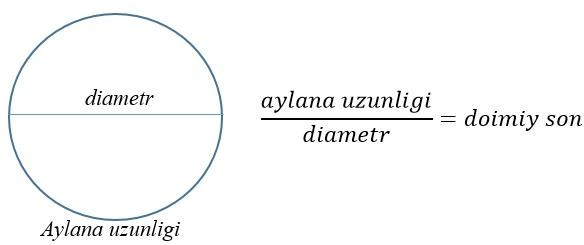 diametr
Aylana uzunligi
aylana uzunligi
diametr
= doimiy son